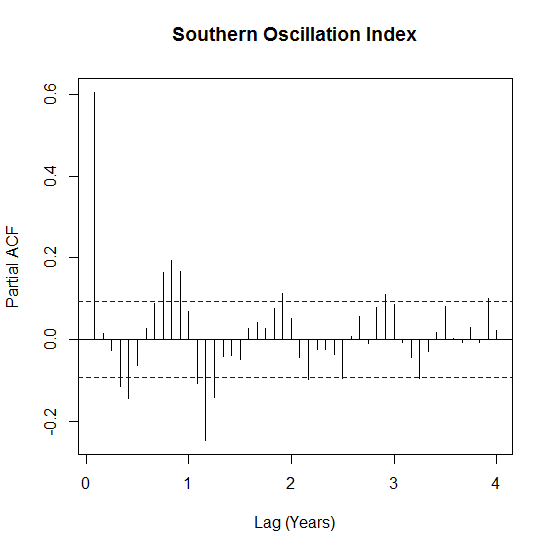 Southern Oscillation Index
Partial ACF
0.6
0.4
0.2
0.0
-0.2
0 1 2 3 4
Lag (Years)